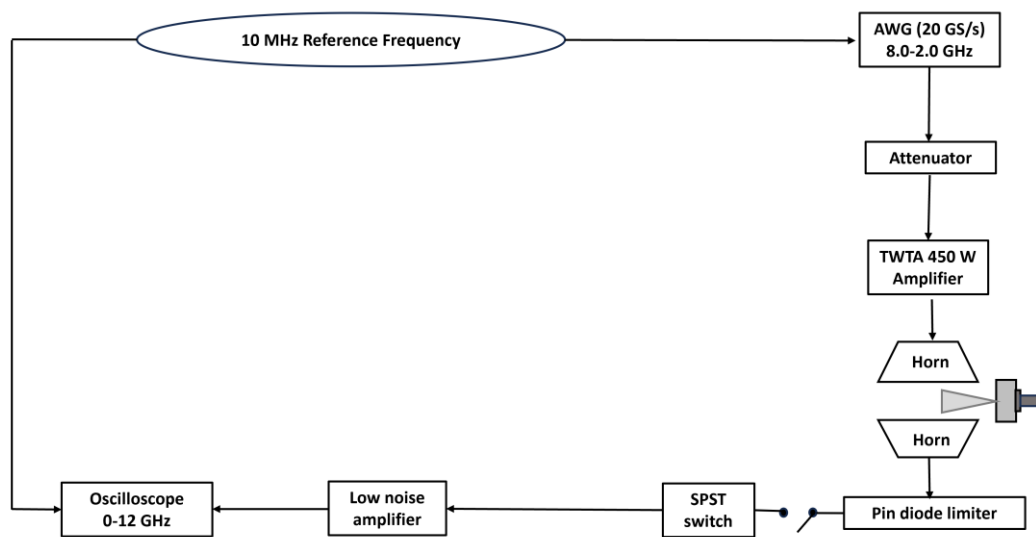 10 MHz Reference Frequency
AWG (20 GS/s)
8.0-2.0 GHz
Attenuator
TWTA 450 W
Amplifier
Horn
Horn
Oscilloscope
0-12 GHz
Low noise
amplifier
SPST
switch
Pin diode limiter